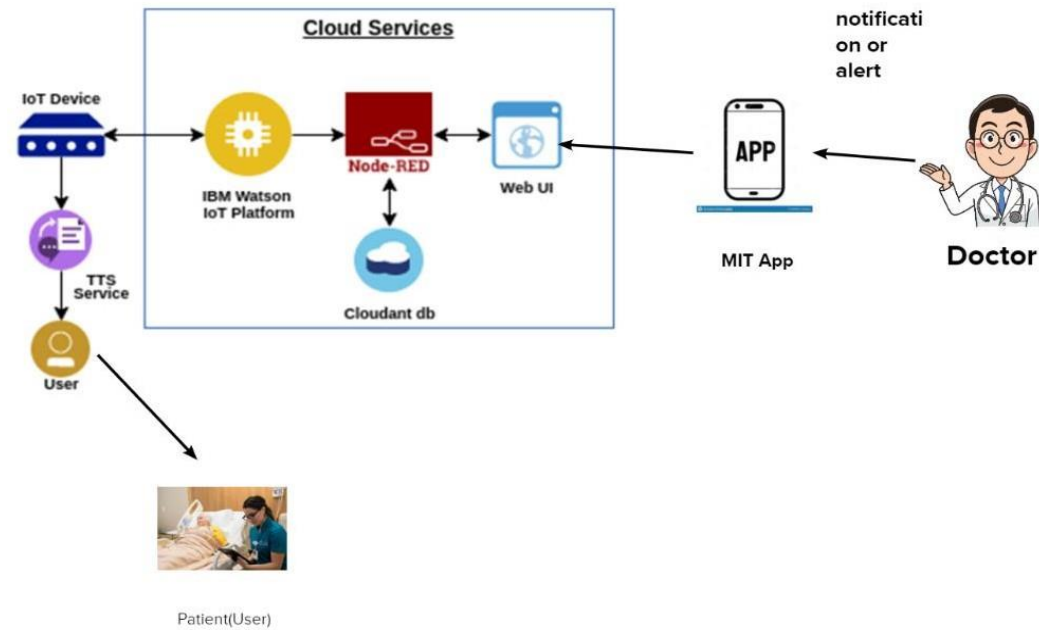 Cloud Services
notificati
on or
alert
IoT Device
APP
Node-RED
IBM Watson
IoT Platform
Web UI
MIT App
Doctor
TTS
Service
Cloudant db
User
Patient(User)